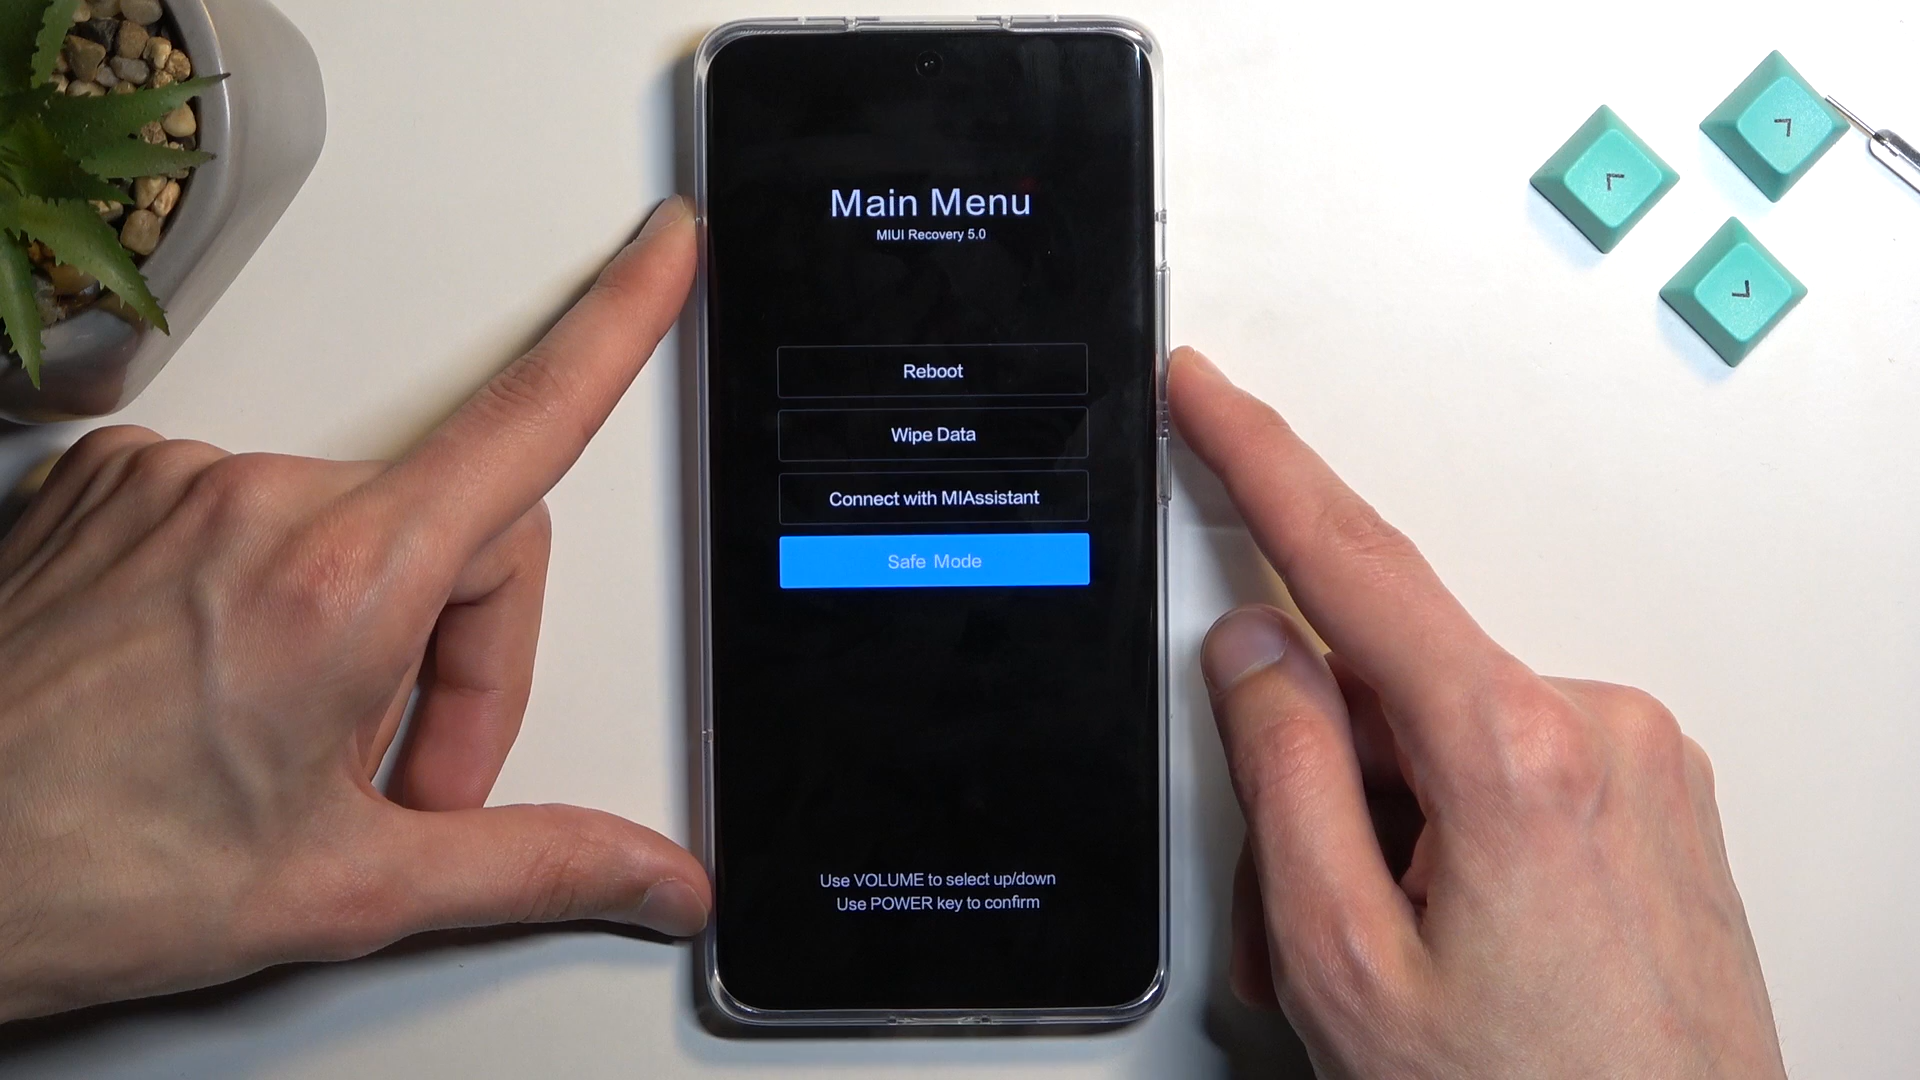 Main Menu
MIUI Recovery 5.0
Reboot
Wipe Data
Connect with MIAssistant
Safe Mode
Use VOLUME to select up/down
Use POWER key to confirm